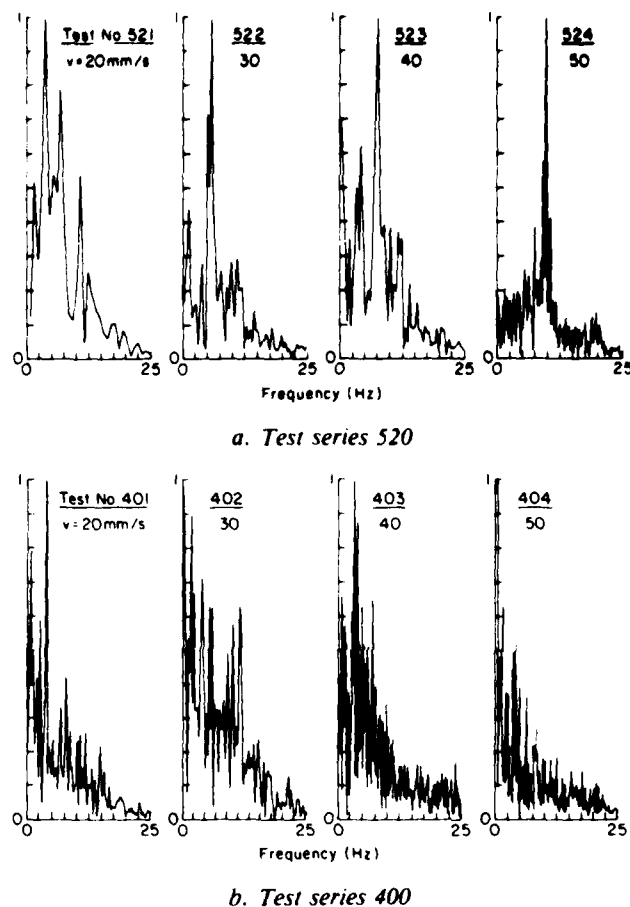 1
Test No 521 522 523 524
v = 20mm/s 30 40 50
0
0 25 0 25 0 25 0 25
Frequency (Hz)
a. Test series 520
1
Test No 401 402 403 404
v = 20mm/s 30 40 50
0
0 25 0 25 0 25 0 25
Frequency (Hz)
b. Test series 400